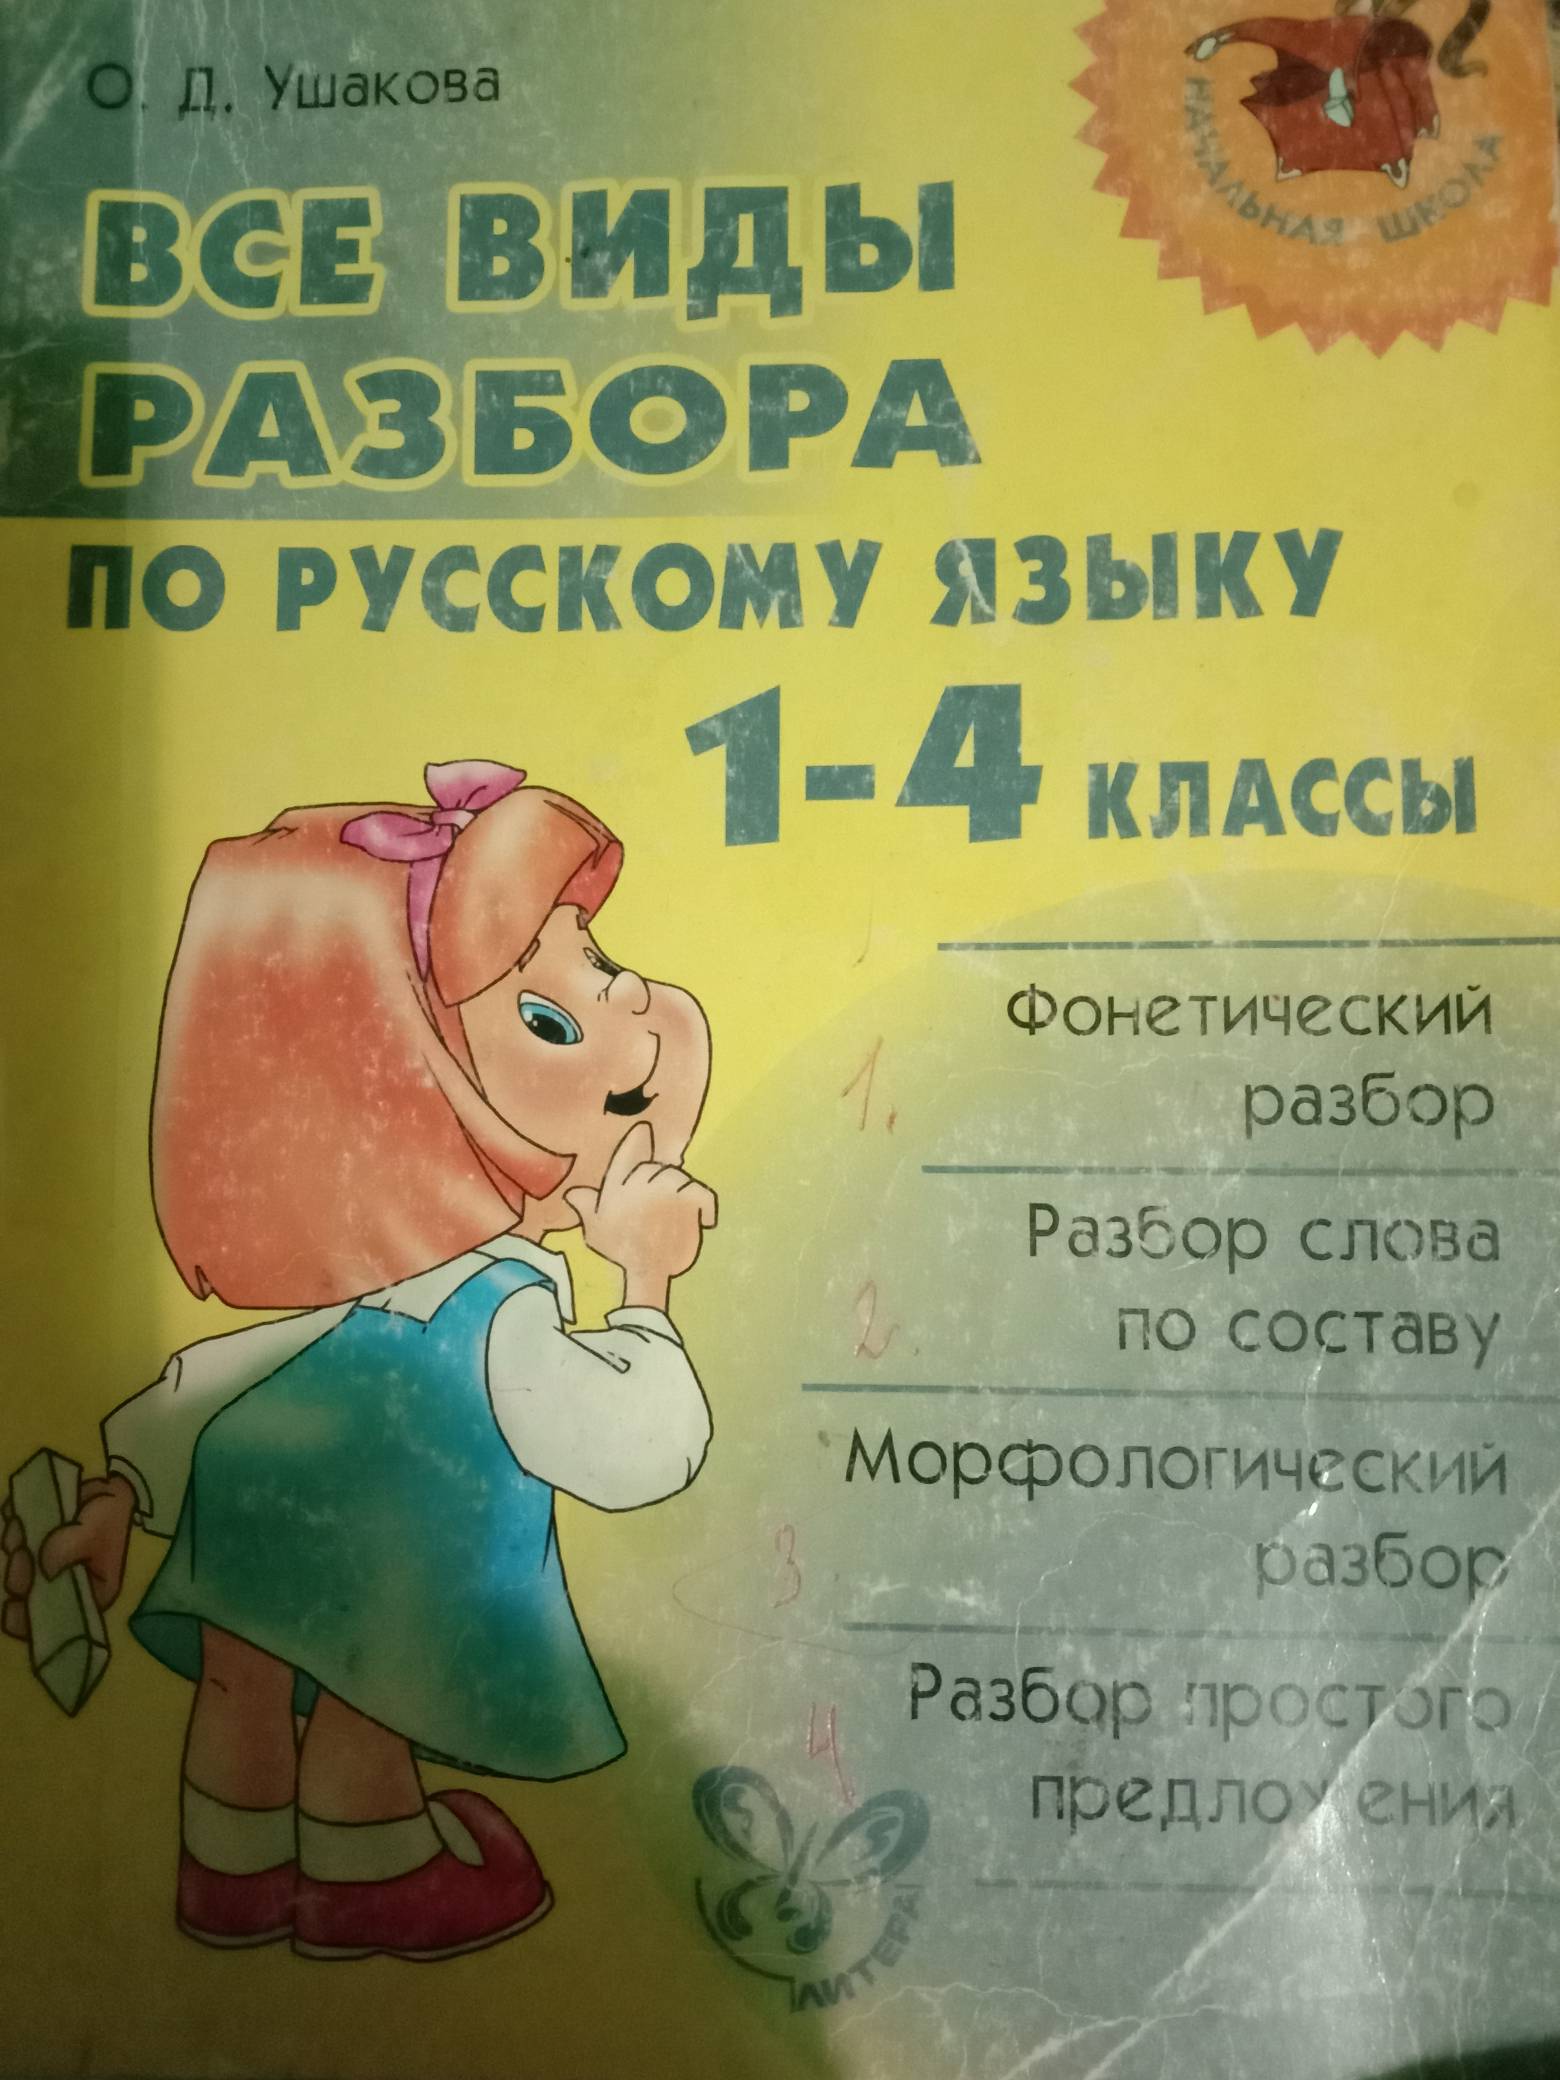 О. Д. Ушакова
НАЧАЛЬНАЯ ШКОЛА
ВСЕ ВИДЫ
РАЗБОРА
ПО РУССКОМУ ЯЗЫКУ
1-4 КЛАССЫ
Фонетический
1. разбор
Разбор слова
2. по составу
Морфологический
3 разбор
Разбор простого
4 предложения
ЛИТЕРА